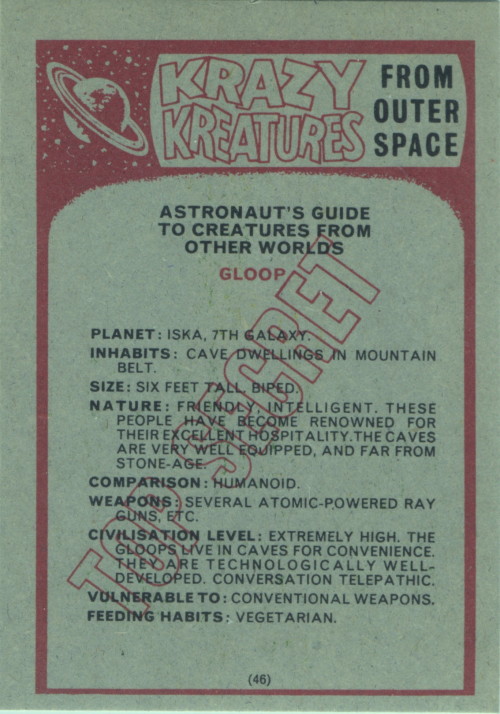 KRAZY
KREATURES
FROM
OUTER
SPACE
ASTRONAUT'S GUIDE
TO CREATURES FROM
OTHER WORLDS
GLOOP
PLANET: ISKA, 7TH GALAXY.
INHABITS: CAVE DWELLINGS IN MOUNTAIN
BELT.
SIZE: SIX FEET TALL. BIPED.
NATURE: FRIENDLY, INTELLIGENT. THESE
PEOPLE HAVE BECOME RENOWNED FOR
THEIR EXCELLENT HOSPITALITY. THE CAVES
ARE VERY WELL EQUIPPED, AND FAR FROM
STONE-AGE.
COMPARISON: HUMANOID.
WEAPONS: SEVERAL ATOMIC-POWERED RAY
GUNS, ETC.
CIVILISATION LEVEL: EXTREMELY HIGH. THE
GLOOPS LIVE IN CAVES FOR CONVENIENCE.
THEY ARE TECHNOLOGICALLY WELL-
DEVELOPED. CONVERSATION TELEPATHIC.
VULNERABLE TO: CONVENTIONAL WEAPONS.
FEEDING HABITS: VEGETARIAN.
TOP SECRET
(46)